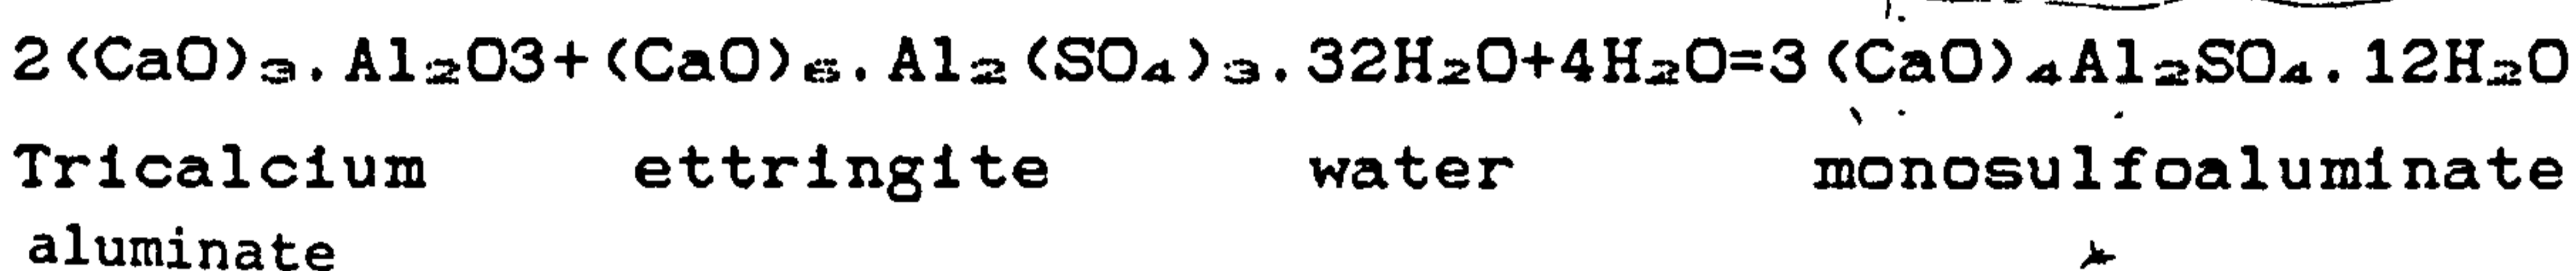 2(CaO)₃.Al₂O3+(CaO)₆.Al₂(SO₄)₃.32H₂O+4H₂O=3(CaO)₄Al₂SO₄.12H₂O
Tricalcium ettringite water monosulfoaluminate
aluminate